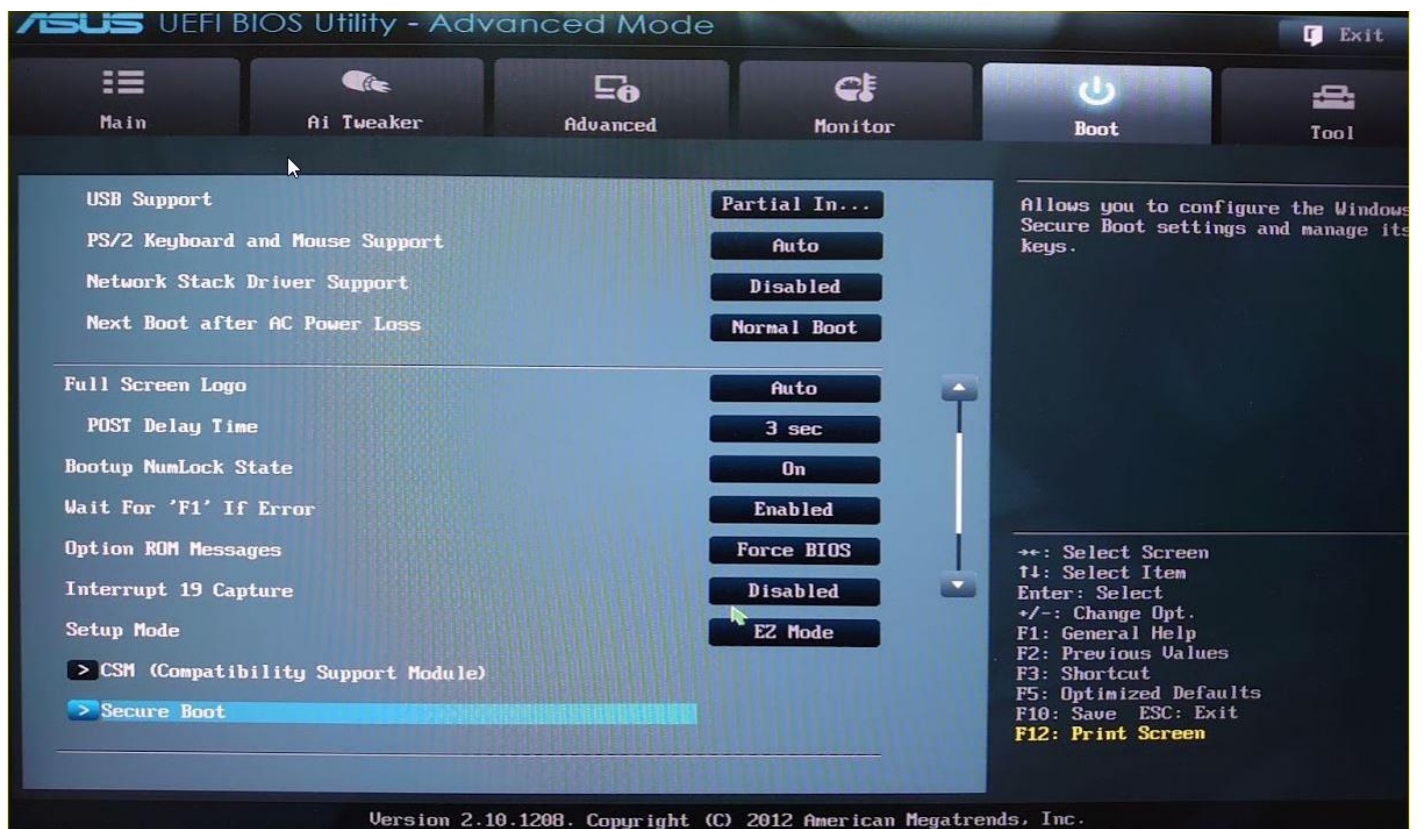 ASUS UEFI BIOS Utility - Advanced Mode
Exit
Main
Ai Tweaker
Advanced
Monitor
Boot
Tool
USB Support
Partial In...
PS/2 Keyboard and Mouse Support
Auto
Network Stack Driver Support
Disabled
Next Boot after AC Power Loss
Normal Boot
Full Screen Logo
Auto
POST Delay Time
3 sec
Bootup NumLock State
On
Wait For 'F1' If Error
Enabled
Option ROM Messages
Force BIOS
Interrupt 19 Capture
Disabled
Setup Mode
EZ Mode
> CSM (Compatibility Support Module)
> Secure Boot
Allows you to configure the Windows
Secure Boot settings and manage its
keys.
→←: Select Screen
↑↓: Select Item
Enter: Select
+/-: Change Opt.
F1: General Help
F2: Previous Values
F3: Shortcut
F5: Optimized Defaults
F10: Save ESC: Exit
F12: Print Screen
Version 2.10.1208. Copyright (C) 2012 American Megatrends, Inc.